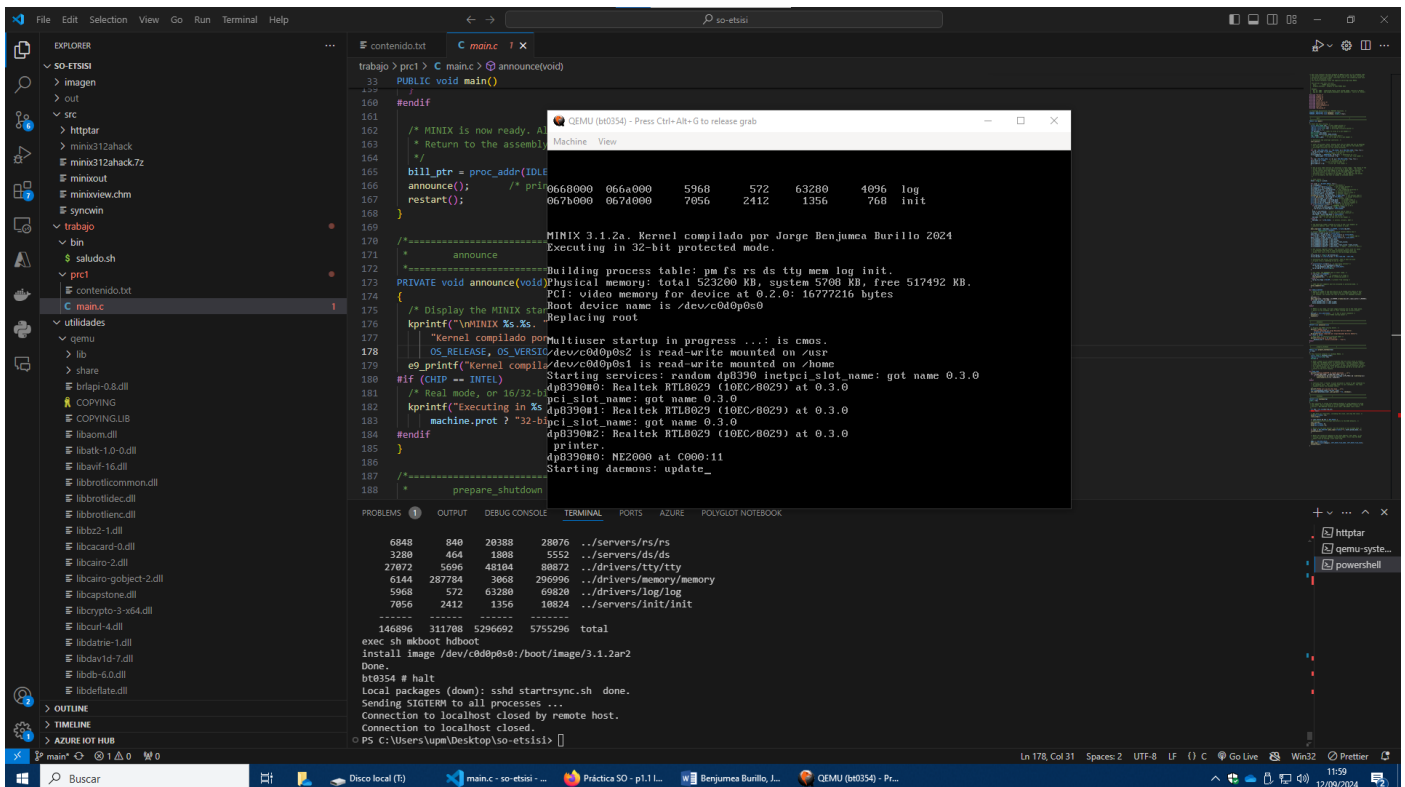 File Edit Selection View Go Run Terminal Help
so-etsisi
EXPLORER
contenido.txt
C main.c 1
SO-ETSISI
imagen
out
src
httptar
minix312ahack
minix312ahack.7z
minixout
minixview.chm
syncwin
trabajo
bin
$ saludo.sh
prc1
contenido.txt
C main.c 1
utilidades
qemu
lib
share
brlapi-0.8.dll
COPYING
COPYING.LIB
libaom.dll
libatk-1.0-0.dll
libavif-16.dll
libbrotlicommon.dll
libbrotlidec.dll
libbrotlienc.dll
libbz2-1.dll
libcacard-0.dll
libcairo-2.dll
libcairo-gobject-2.dll
libcapstone.dll
libcrypto-3-x64.dll
libcurl-4.dll
libdatrie-1.dll
libdav1d-7.dll
libdb-6.0.dll
libdeflate.dll
OUTLINE
TIMELINE
AZURE IOT HUB
trabajo > prc1 > C main.c > announce(void)
33 PUBLIC void main()
159 }
160 #endif
161
162 /* MINIX is now ready. Al
163 * Return to the assembly
164 */
165 bill_ptr = proc_addr(IDLE
166 announce(); /* prin
167 restart();
168 }
169
170 /*===========================
171 * announce
172 *===========================
173 PRIVATE void announce(void)
174 {
175 /* Display the MINIX star
176 kprintf("\nMINIX %s.%s. "
177 "Kernel compilado por
178 OS_RELEASE, OS_VERSIO
179 e9_printf("Kernel compila
180 #if (CHIP == INTEL)
181 /* Real mode, or 16/32-bi
182 kprintf("Executing in %s
183 machine.prot ? "32-bi
184 #endif
185 }
186
187 /*===========================
188 * prepare_shutdown
QEMU (bt0354) - Press Ctrl+Alt+G to release grab
Machine View
0668000 066a000 5968 572 63280 4096 log
067b000 067d000 7056 2412 1356 768 init
MINIX 3.1.2a. Kernel compilado por Jorge Benjumea Burillo 2024
Executing in 32-bit protected mode.
Building process table: pm fs rs ds tty mem log init.
Physical memory: total 523200 KB, system 5708 KB, free 517492 KB.
PCI: video memory for device at 0.2.0: 16777216 bytes
Root device name is /dev/c0d0p0s0
Replacing root
Multiuser startup in progress ...: is cmos.
/dev/c0d0p0s2 is read-write mounted on /usr
/dev/c0d0p0s1 is read-write mounted on /home
Starting services: random dp8390 inetpci_slot_name: got name 0.3.0
dp8390#0: Realtek RTL8029 (10EC/8029) at 0.3.0
pci_slot_name: got name 0.3.0
dp8390#1: Realtek RTL8029 (10EC/8029) at 0.3.0
pci_slot_name: got name 0.3.0
dp8390#2: Realtek RTL8029 (10EC/8029) at 0.3.0
printer.
dp8390#0: NE2000 at C000:11
Starting daemons: update_
PROBLEMS 1 OUTPUT DEBUG CONSOLE TERMINAL PORTS AZURE POLYGLOT NOTEBOOK
6848 840 20388 28076 ../servers/rs/rs
3280 464 1808 5552 ../servers/ds/ds
27072 5696 48104 80872 ../drivers/tty/tty
6144 287784 3068 296996 ../drivers/memory/memory
5968 572 63280 69820 ../drivers/log/log
7056 2412 1356 10824 ../servers/init/init
------ ------ ------- -------
146896 311708 5296692 5755296 total
exec sh mkboot hdboot
install image /dev/c0d0p0s0:/boot/image/3.1.2ar2
Done.
bt0354 # halt
Local packages (down): sshd startrsync.sh done.
Sending SIGTERM to all processes ...
Connection to localhost closed by remote host.
Connection to localhost closed.
PS C:\Users\upm\Desktop\so-etsisi>
httptar
qemu-syste...
powershell
main* 1 0 0 Ln 178, Col 31 Spaces: 2 UTF-8 LF {} C Go Live Win32 Prettier
Buscar
Disco local (T:)
main.c - so-etsisi - ...
Práctica SO - p1.1 I...
Benjumea Burillo, J...
QEMU (bt0354) - Pr...
11:59
12/09/2024